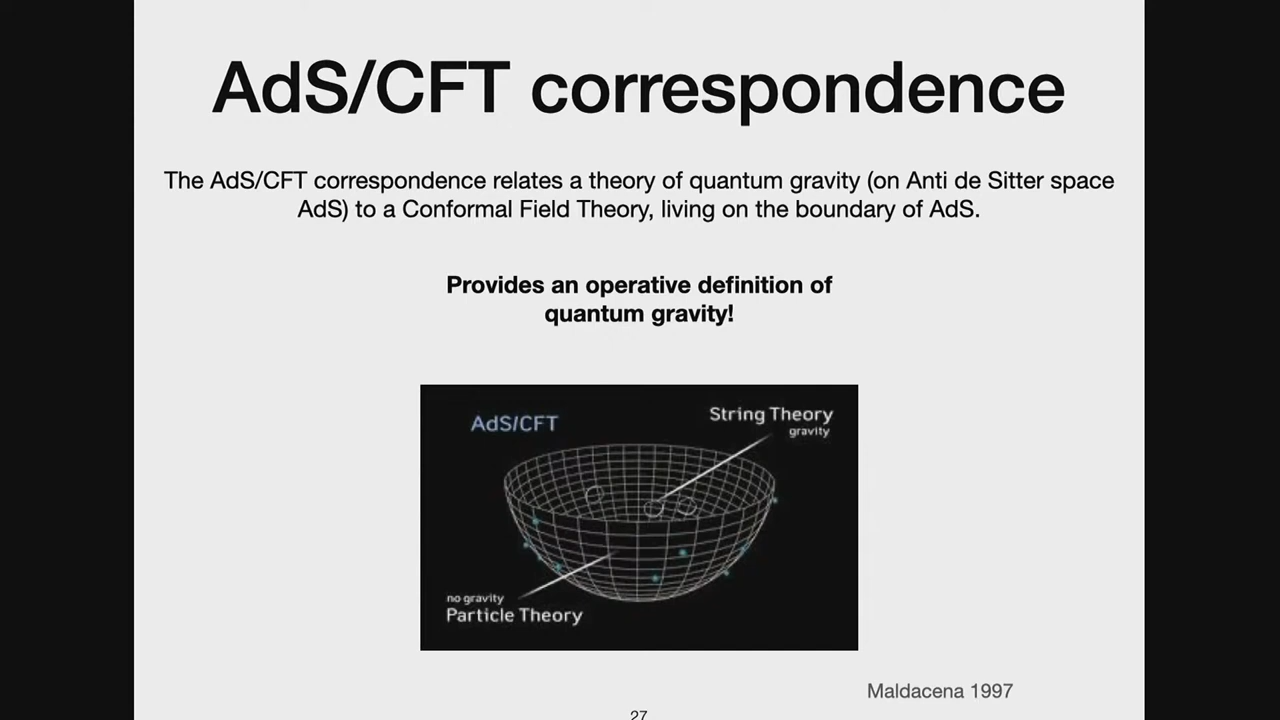 AdS/CFT correspondence
The AdS/CFT correspondence relates a theory of quantum gravity (on Anti de Sitter space
AdS) to a Conformal Field Theory, living on the boundary of AdS.
Provides an operative definition of
quantum gravity!
AdS/CFT
String Theory
gravity
no gravity
Particle Theory
Maldacena 1997
27